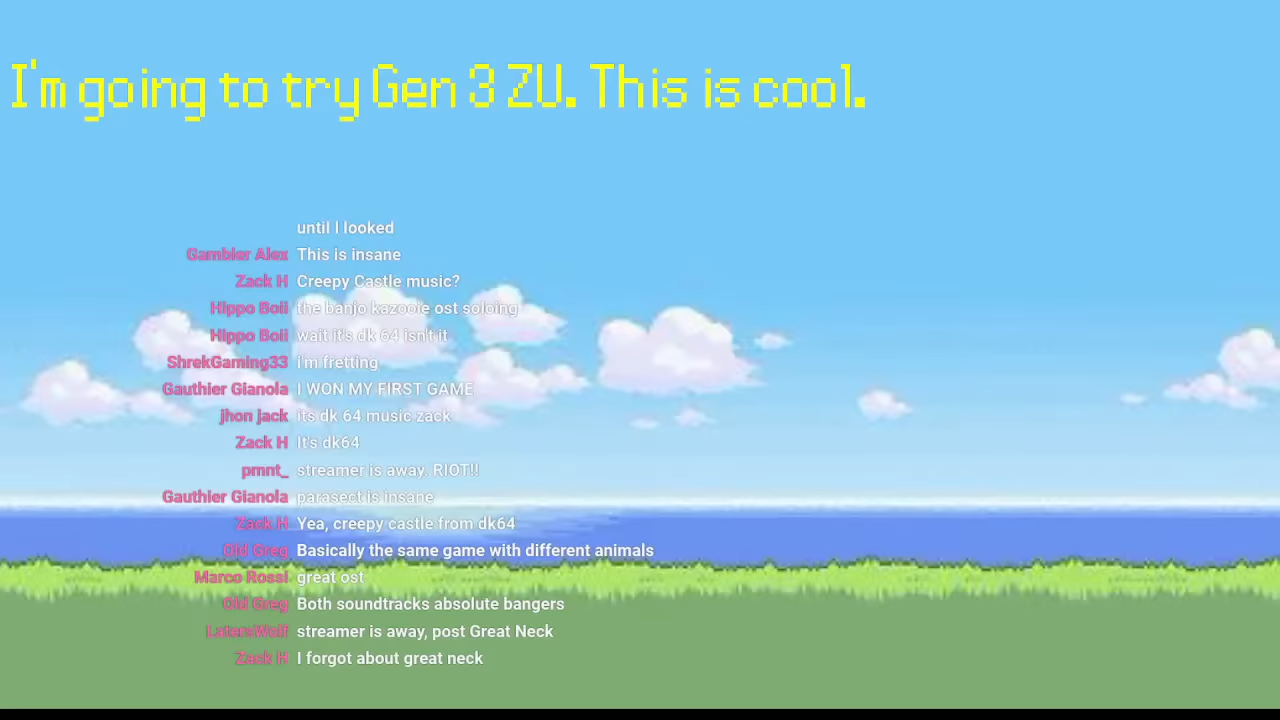 I'm going to try Gen 3 ZU. This is cool.
until I looked
Gambler Alex This is insane
Zack H Creepy Castle music?
Hippo Boii the banjo kazooie ost soloing
Hippo Boii wait it's dk 64 isn't it
ShrekGaming33 i'm fretting
Gauthier Gianola I WON MY FIRST GAME
jhon jack its dk 64 music zack
Zack H It's dk64
pmnt_ streamer is away. RIOT!!
Gauthier Gianola parasect is insane
Zack H Yea, creepy castle from dk64
Old Greg Basically the same game with different animals
Marco Rossi great ost
Old Greg Both soundtracks absolute bangers
LatersWolf streamer is away, post Great Neck
Zack H I forgot about great neck